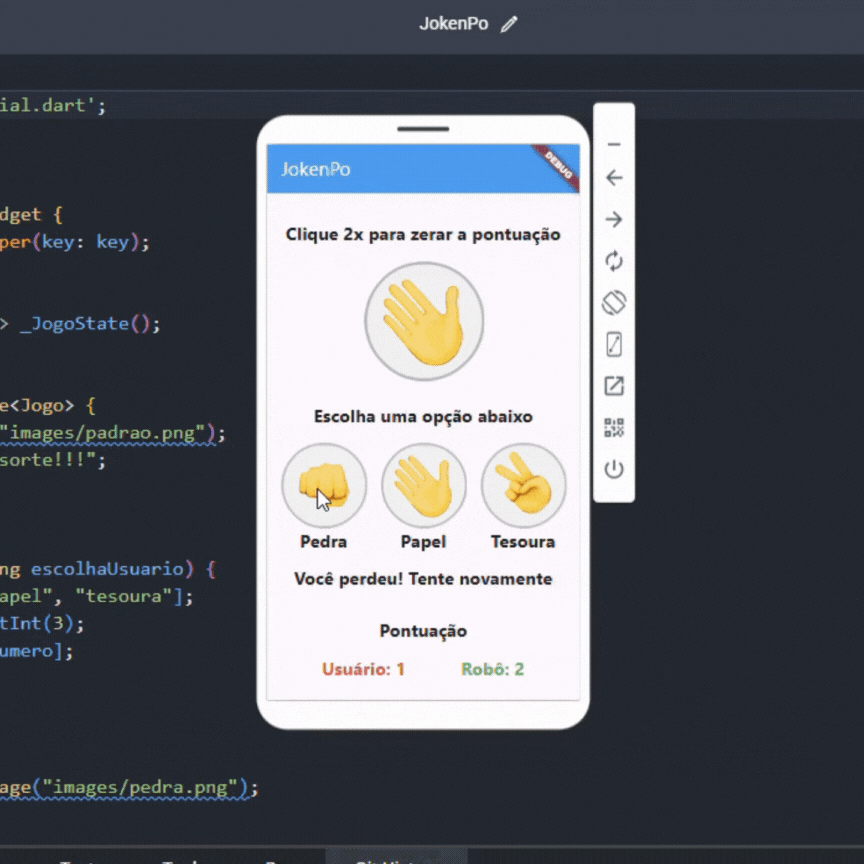 JokenPo
ial.dart';
dget {
per(key: key);
> _JogoState();
e<Jogo> {
"images/padrao.png");
sorte!!!";
ng escolhaUsuario) {
apel", "tesoura"];
tInt(3);
umero];
age("images/pedra.png");
JokenPo
DEBUG
Clique 2x para zerar a pontuação
Escolha uma opção abaixo
Pedra Papel Tesoura
Você perdeu! Tente novamente
Pontuação
Usuário: 1 Robô: 2